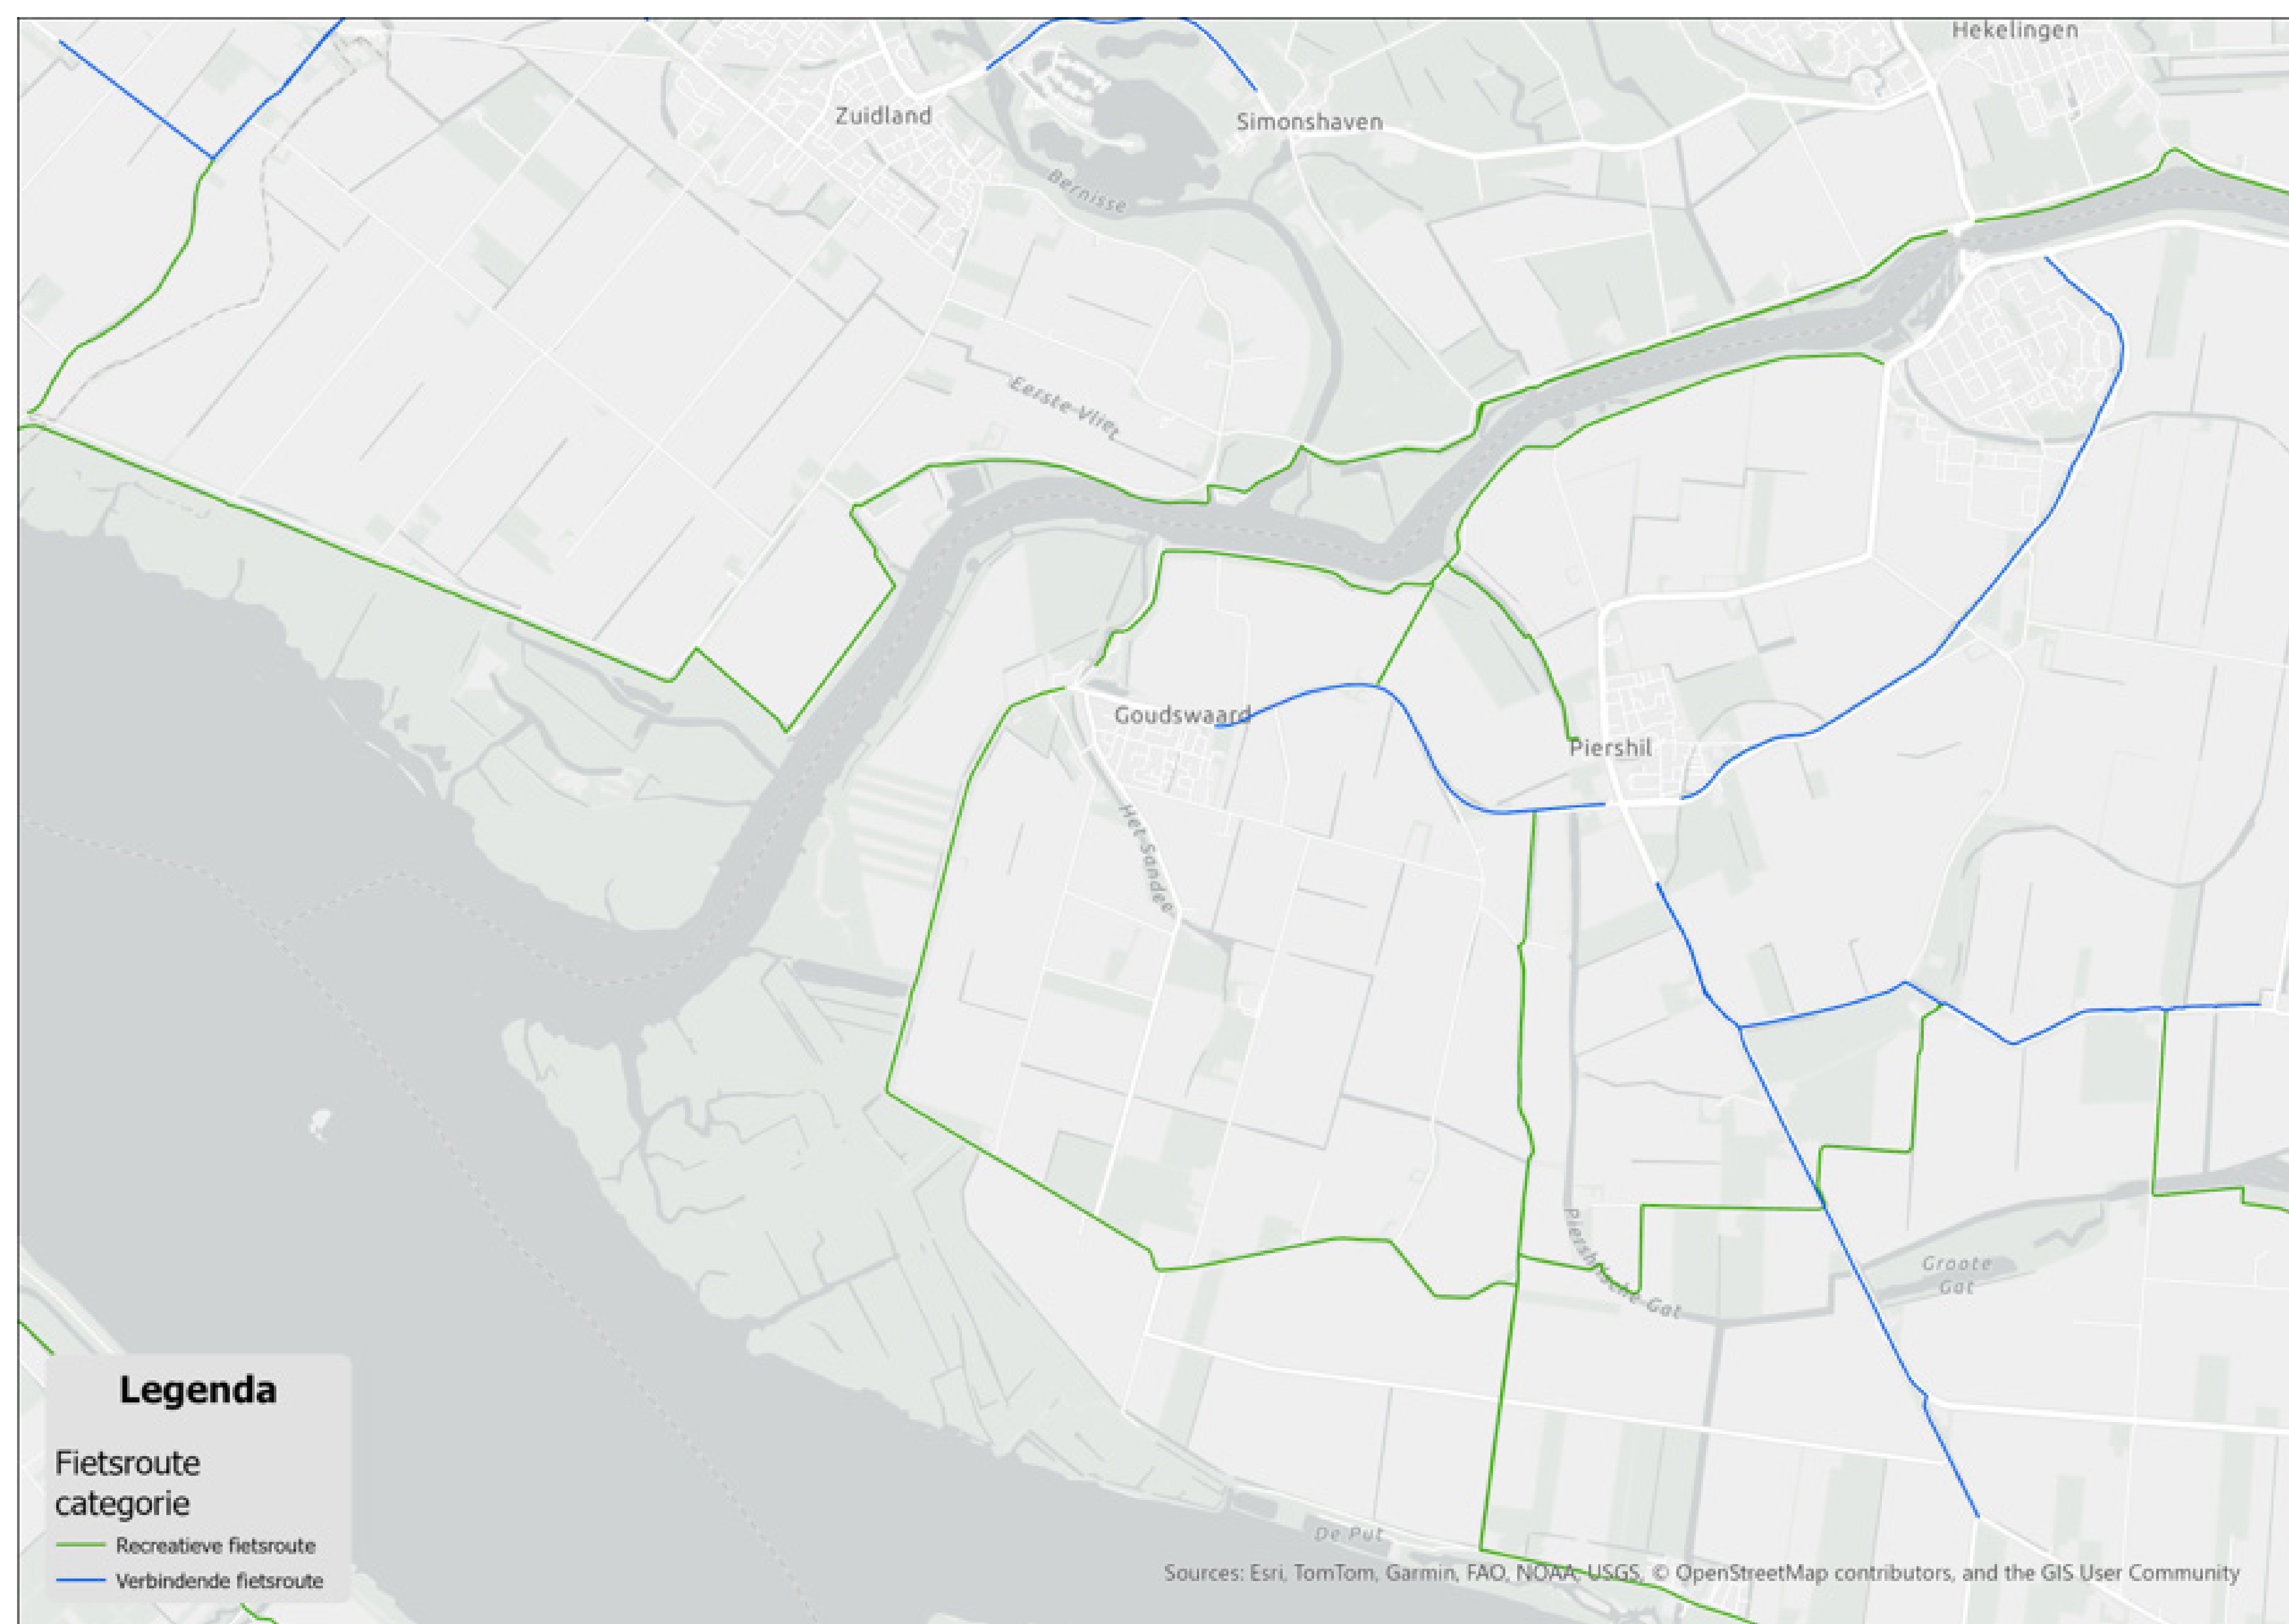 Hekelingen
Zuidland
Simonshaven
Bernisse
Eerste Vliet
Goudswaard
Piershil
Het Sandee
Piershilsche Gat
Groote
Gat
De Put
Legenda
Fietsroute
categorie
Recreatieve fietsroute
Verbindende fietsroute
Sources: Esri, TomTom, Garmin, FAO, NOAA, USGS, © OpenStreetMap contributors, and the GIS User Community